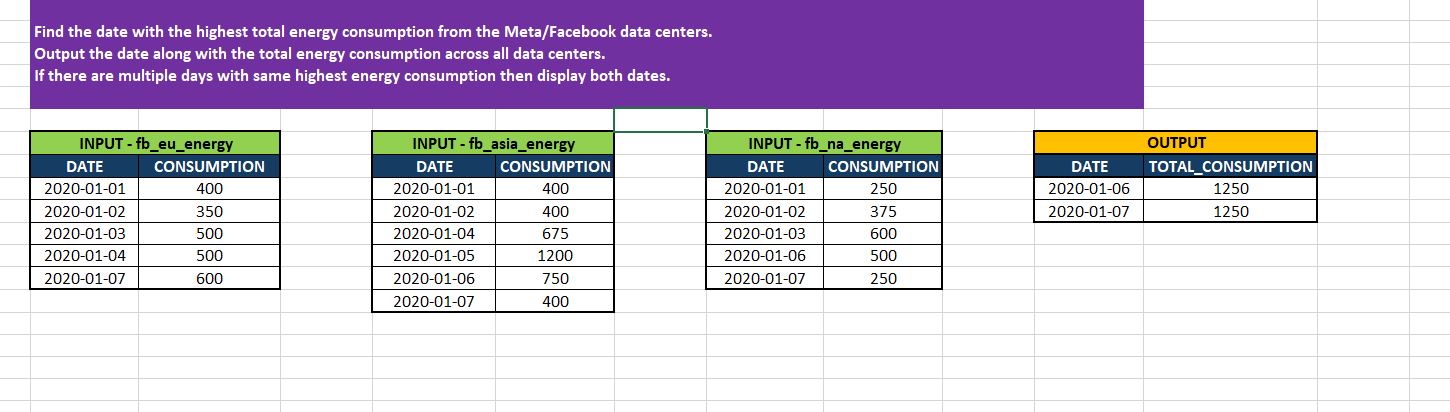 Find the date with the highest total energy consumption from the Meta/Facebook data centers.
Output the date along with the total energy consumption across all data centers.
If there are multiple days with same highest energy consumption then display both dates.
INPUT - fb_eu_energy
DATE CONSUMPTION
2020-01-01 400
2020-01-02 350
2020-01-03 500
2020-01-04 500
2020-01-07 600
INPUT - fb_asia_energy
DATE CONSUMPTION
2020-01-01 400
2020-01-02 400
2020-01-04 675
2020-01-05 1200
2020-01-06 750
2020-01-07 400
INPUT - fb_na_energy
DATE CONSUMPTION
2020-01-01 250
2020-01-02 375
2020-01-03 600
2020-01-06 500
2020-01-07 250
OUTPUT
DATE TOTAL_CONSUMPTION
2020-01-06 1250
2020-01-07 1250